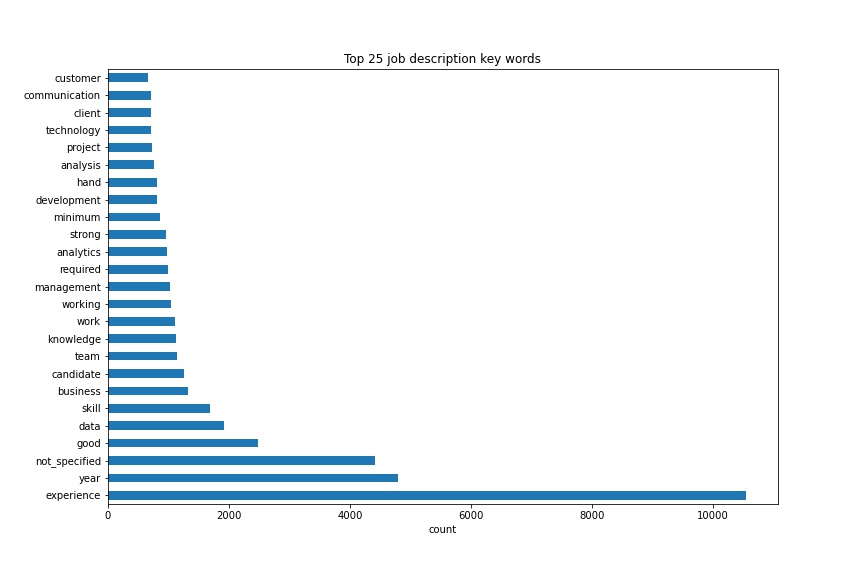 Top 25 job description key words
customer
communication
client
technology
project
analysis
hand
development
minimum
strong
analytics
required
management
working
work
knowledge
team
candidate
business
skill
data
good
not_specified
year
experience
0 2000 4000 6000 8000 10000
count